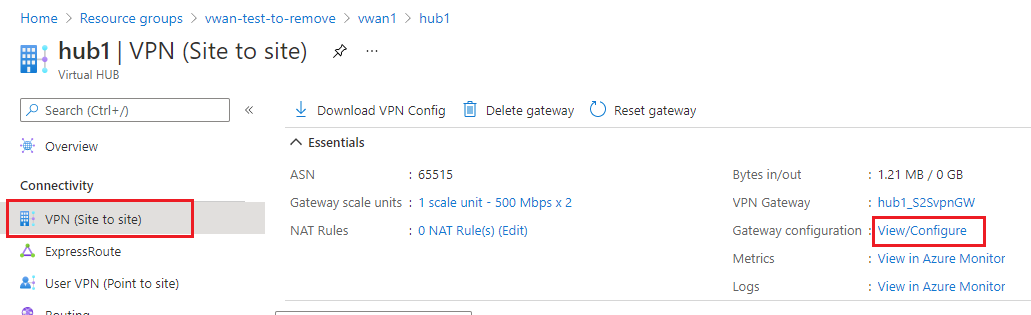 Home > Resource groups > vwan-test-to-remove > vwan1 > hub1
hub1 | VPN (Site to site)
Virtual HUB
Search (Ctrl+/)
Overview
Connectivity
VPN (Site to site)
ExpressRoute
User VPN (Point to site)
Routing
Download VPN Config
Delete gateway
Reset gateway
Essentials
ASN : 65515
Gateway scale units : 1 scale unit - 500 Mbps x 2
NAT Rules : 0 NAT Rule(s) (Edit)
Bytes in/out : 1.21 MB / 0 GB
VPN Gateway : hub1_S2SvpnGW
Gateway configuration : View/Configure
Metrics : View in Azure Monitor
Logs : View in Azure Monitor